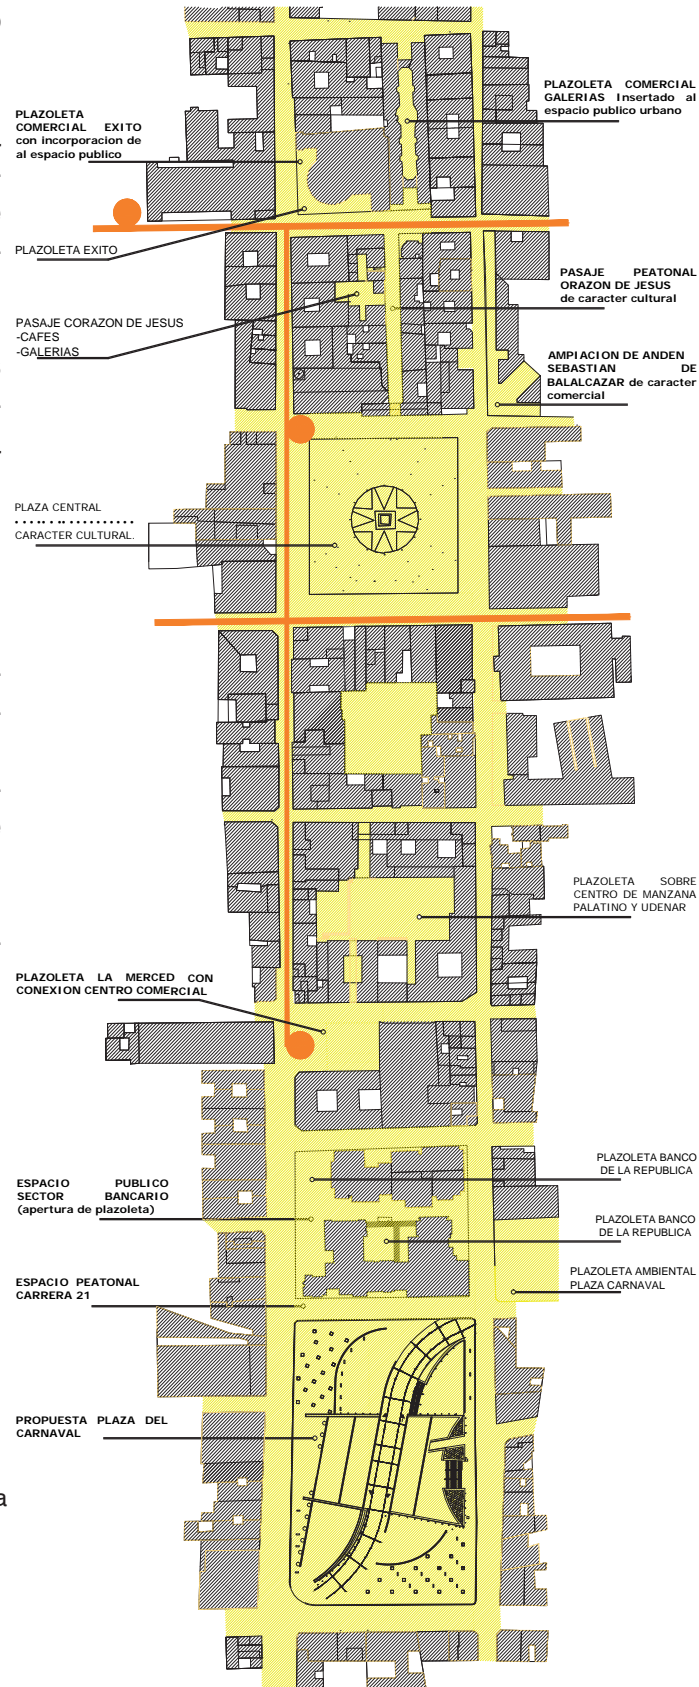 PLAZOLETA COMERCIAL
GALERIAS Insertado al
espacio publico urbano
PLAZOLETA
COMERCIAL EXITO
con incorporacion de
al espacio publico
PLAZOLETA EXITO
PASAJE PEATONAL
ORAZON DE JESUS
de caracter cultural
PASAJE CORAZON DE JESUS
-CAFES
-GALERIAS
AMPIACION DE ANDEN
SEBASTIAN DE
BALALCAZAR de caracter
comercial
PLAZA CENTRAL
CARACTER CULTURAL.
PLAZOLETA SOBRE
CENTRO DE MANZANA
PALATINO Y UDENAR
PLAZOLETA LA MERCED CON
CONEXION CENTRO COMERCIAL
PLAZOLETA BANCO
DE LA REPUBLICA
ESPACIO PUBLICO
SECTOR BANCARIO
(apertura de plazoleta)
PLAZOLETA BANCO
DE LA REPUBLICA
PLAZOLETA AMBIENTAL
PLAZA CARNAVAL
ESPACIO PEATONAL
CARRERA 21
PROPUESTA PLAZA DEL
CARNAVAL
a